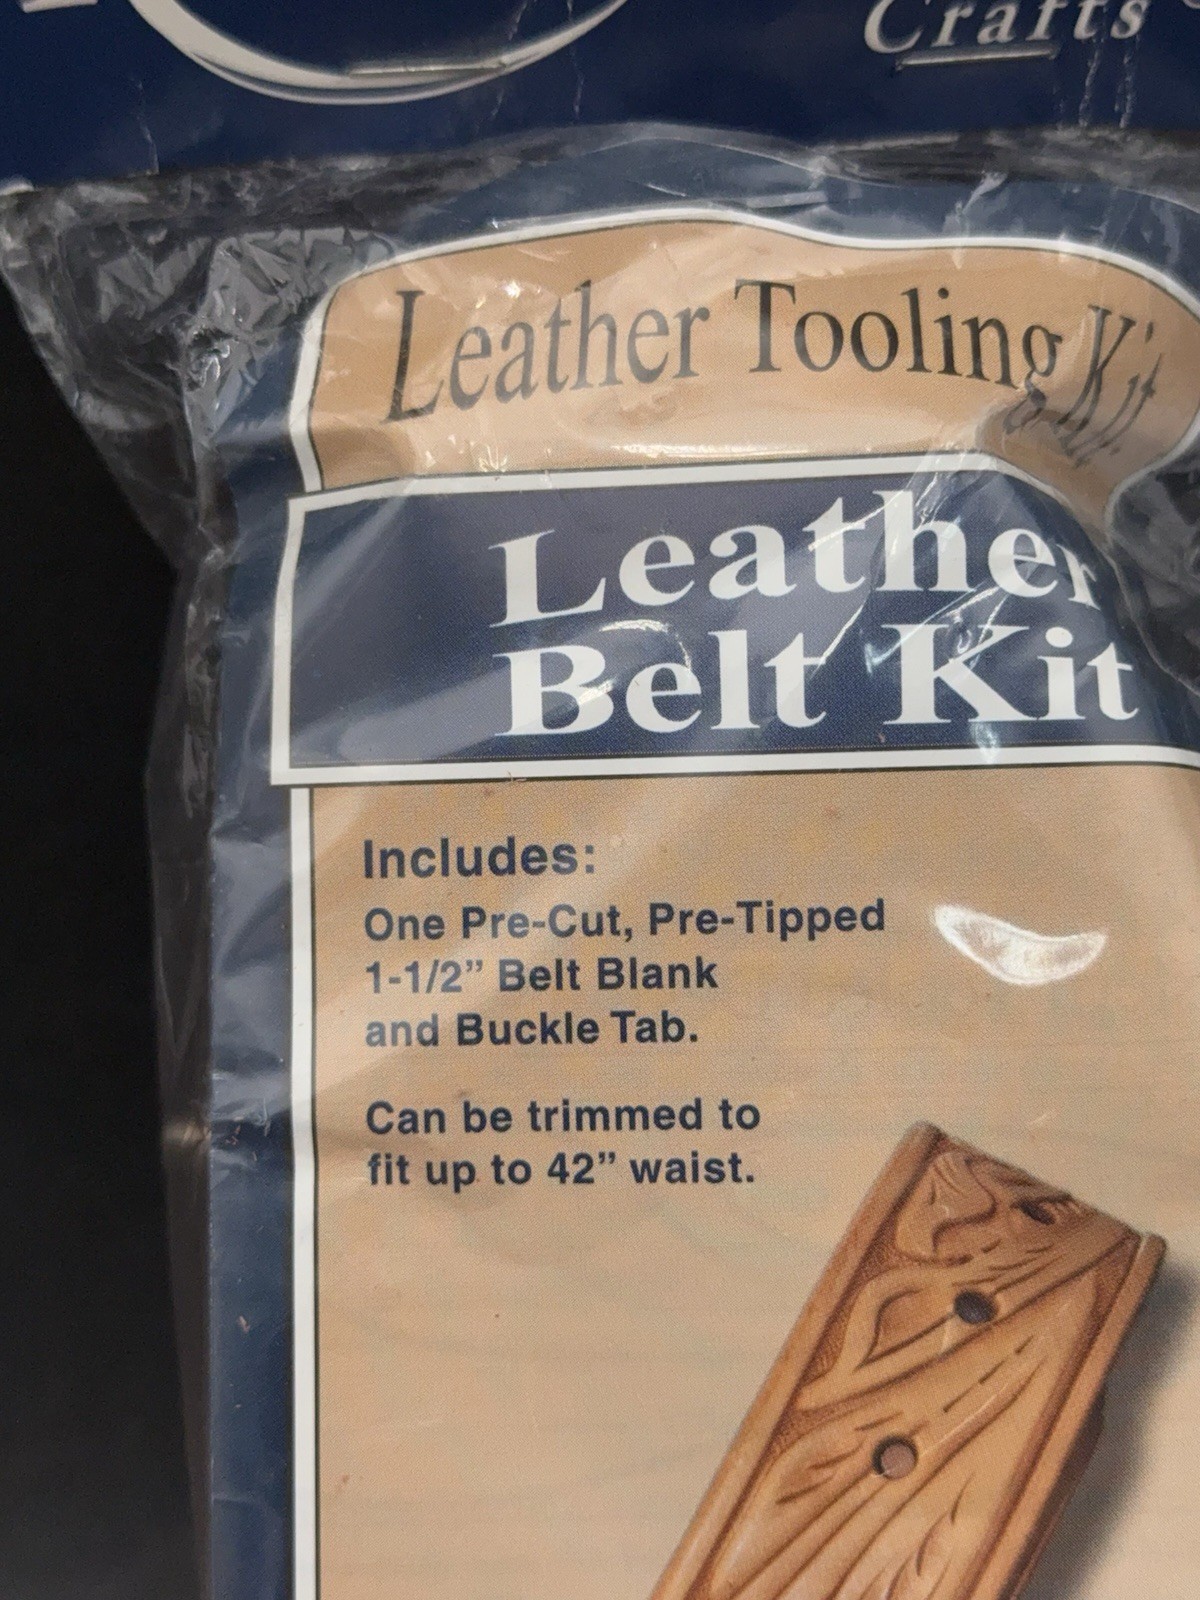 Crafts
Leather Tooling Kit
Leather
Belt Kit
Includes:
One Pre-Cut, Pre-Tipped
1-1/2” Belt Blank
and Buckle Tab.
Can be trimmed to
fit up to 42” waist.